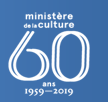 ministère
de la culture
60
ans
1959–2019